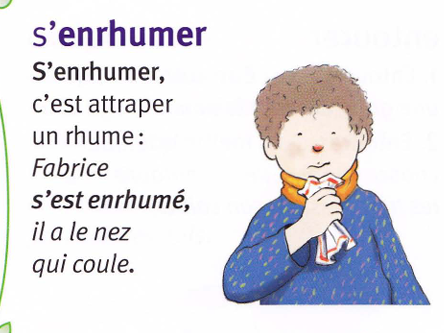 s'enrhumer
S'enrhumer,
c'est attraper
un rhume :
Fabrice
s'est enrhumé,
il a le nez
qui coule.